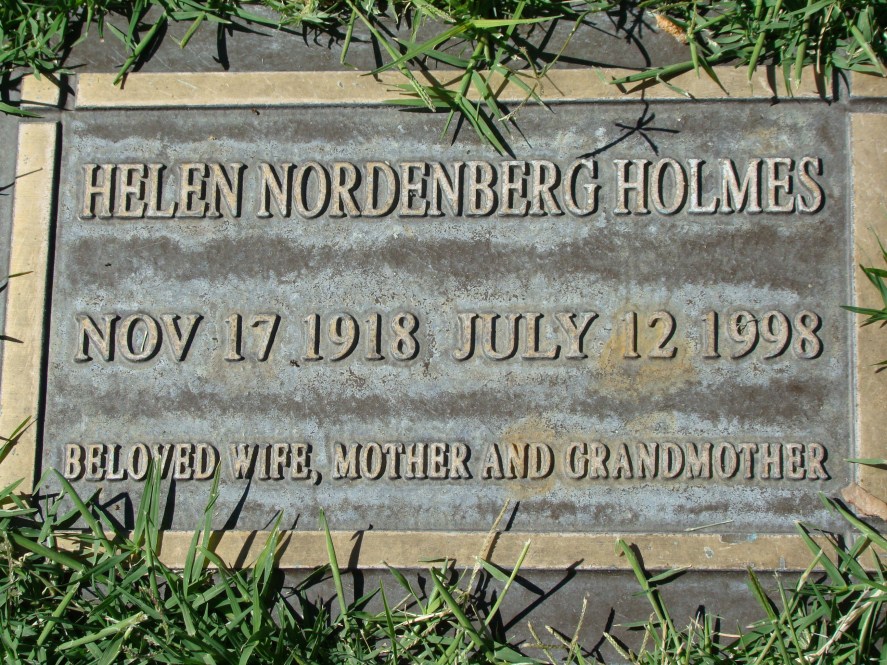 HELEN NORDENBERG HOLMES
NOV 17 1918 JULY 12 1998
BELOVED WIFE, MOTHER AND GRANDMOTHER